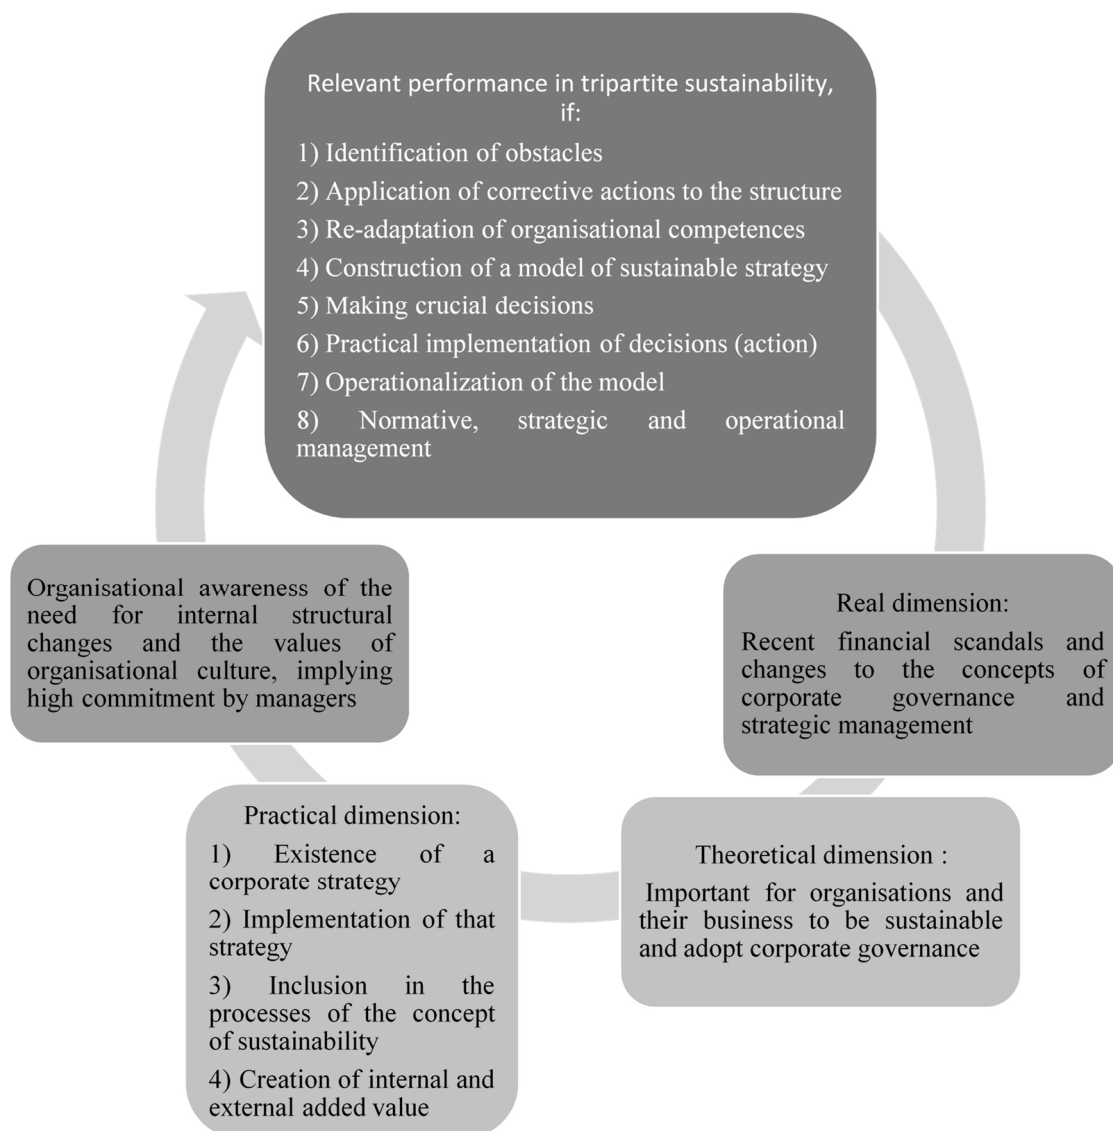 Relevant performance in tripartite sustainability,
if:
1) Identification of obstacles
2) Application of corrective actions to the structure
3) Re-adaptation of organisational competences
4) Construction of a model of sustainable strategy
5) Making crucial decisions
6) Practical implementation of decisions (action)
7) Operationalization of the model
8) Normative, strategic and operational
management
Real dimension:
Recent financial scandals and
changes to the concepts of
corporate governance and
strategic management
Theoretical dimension :
Important for organisations and
their business to be sustainable
and adopt corporate governance
Practical dimension:
1) Existence of a
corporate strategy
2) Implementation of that
strategy
3) Inclusion in the
processes of the concept
of sustainability
4) Creation of internal and
external added value
Organisational awareness of the
need for internal structural
changes and the values of
organisational culture, implying
high commitment by managers